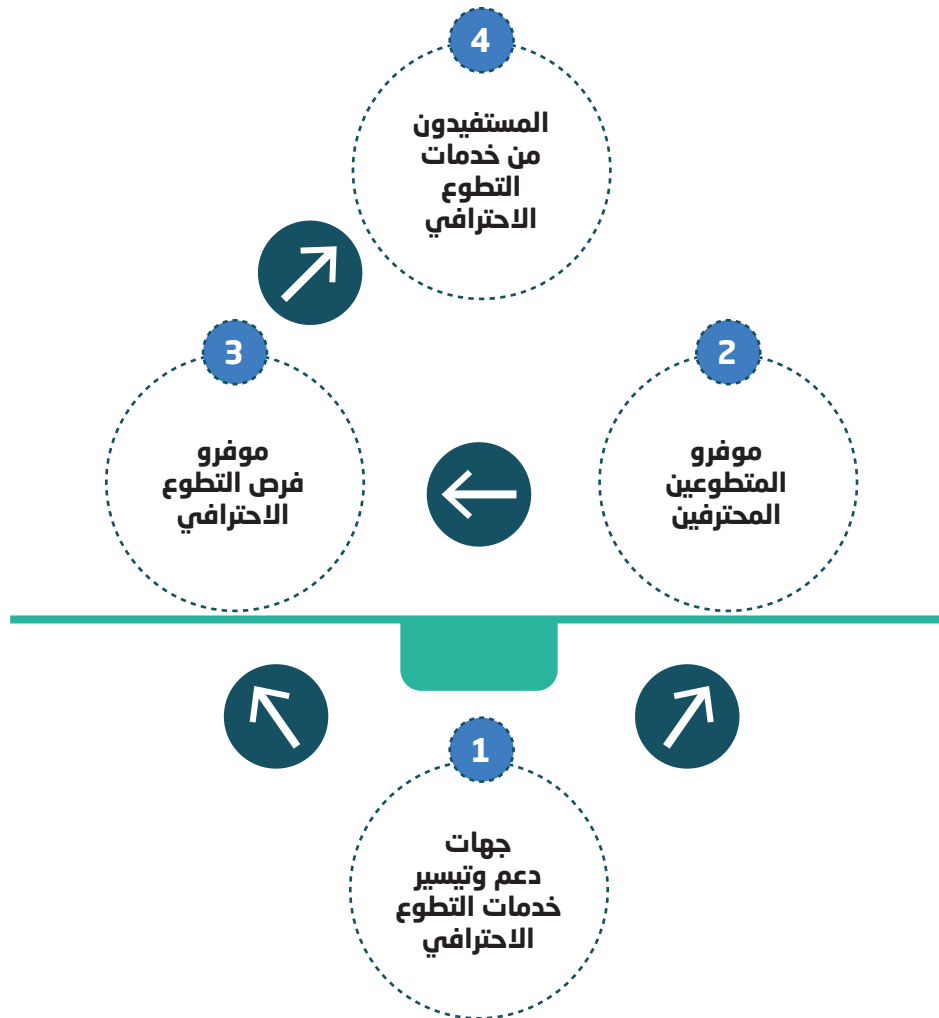 4
المستفيدون
من خدمات
التطوع
الاحترافي
2
موفرو
المتطوعين
المحترفين
3
موفرو
فرص التطوع
الاحترافي
1
جهات
دعم وتيسير
خدمات التطوع
الاحترافي